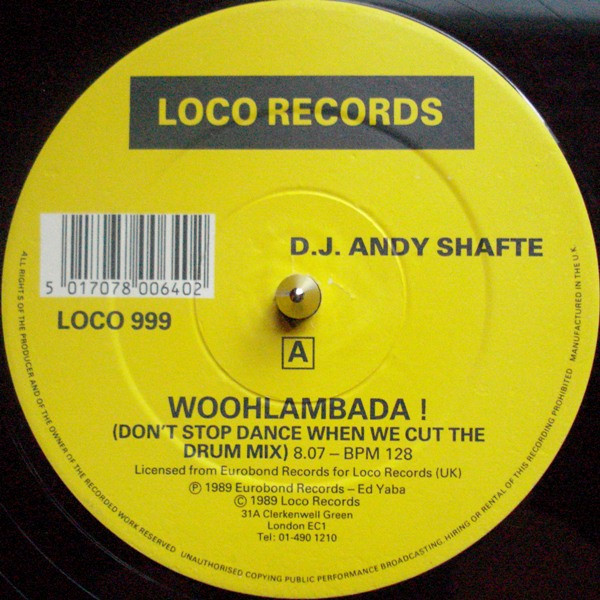 LOCO RECORDS
D.J. ANDY SHAFTE
5 017078 006402
LOCO 999
A
WOOHLAMBADA !
(DON'T STOP DANCE WHEN WE CUT THE
DRUM MIX) 8.07 – BPM 128
Licensed from Eurobond Records for Loco Records (UK)
Ⓟ 1989 Eurobond Records – Ed Yaba
© 1989 Loco Records
31A Clerkenwell Green
London EC1
Tel: 01-490 1210
ALL RIGHTS OF THE PRODUCER AND OF THE OWNER OF THE RECORDED WORK RESERVED. UNAUTHORISED COPYING PUBLIC PERFORMANCE BROADCASTING, HIRING OR RENTAL OF THIS RECORDING PROHIBITED MANUFACTURED IN THE U.K.